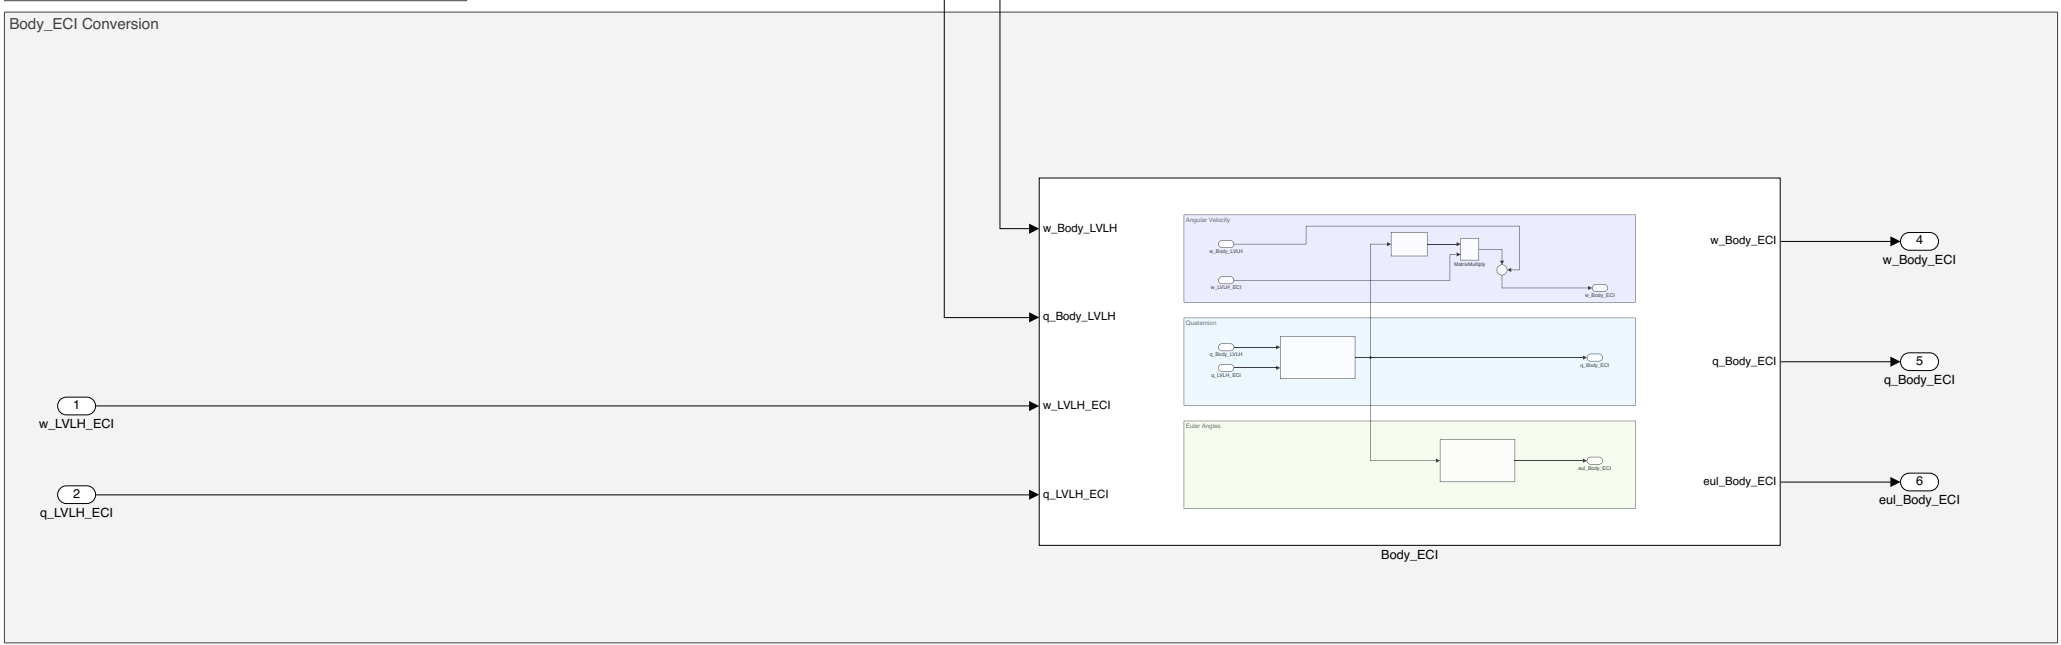 Body_ECI Conversion
w_Body_LVLH
q_Body_LVLH
w_LVLH_ECI
q_LVLH_ECI
1
w_LVLH_ECI
2
q_LVLH_ECI
Angular Velocity
w_Body_LVLH
w_LVLH_ECI
MatrixMultiply
w_Body_ECI
Quaternion
q_Body_LVLH
q_LVLH_ECI
q_Body_ECI
Euler Angles
eul_Body_ECI
w_Body_ECI
q_Body_ECI
eul_Body_ECI
4
w_Body_ECI
5
q_Body_ECI
6
eul_Body_ECI
Body_ECI